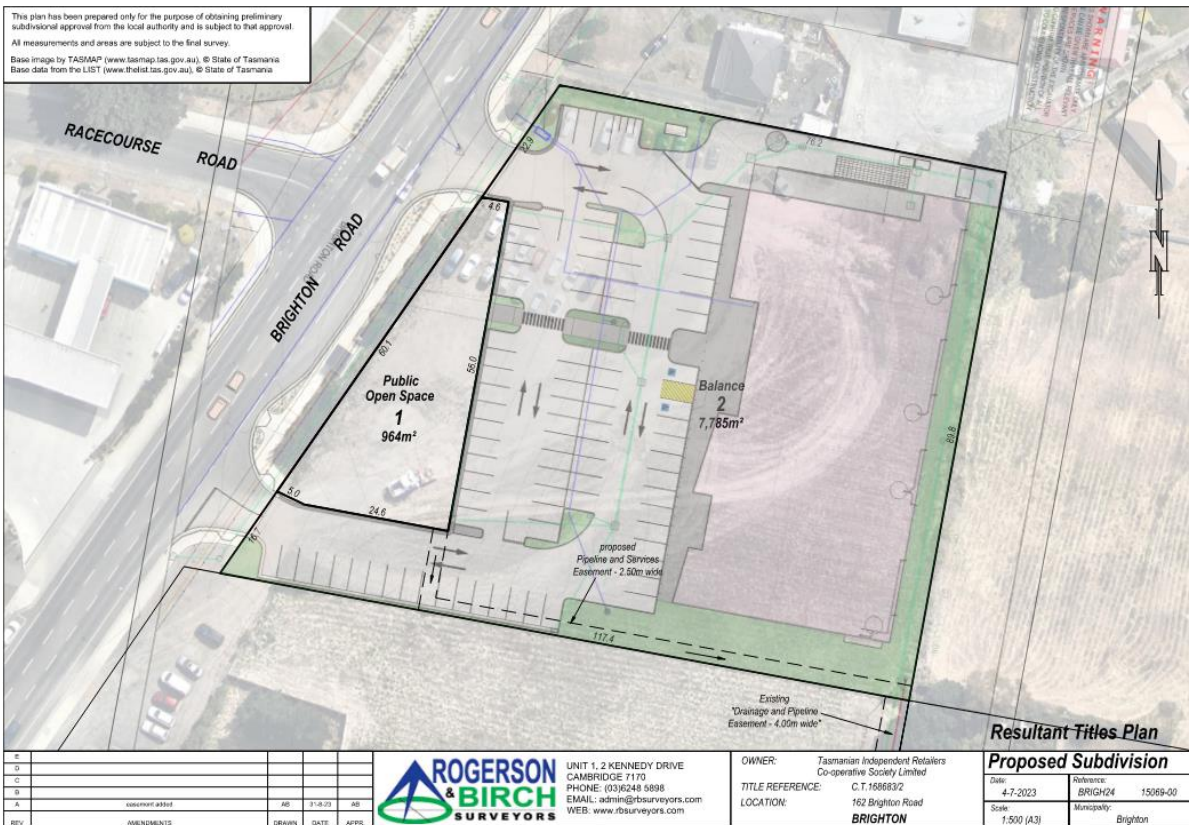 This plan has been prepared only for the purpose of obtaining preliminary
subdivisional approval from the local authority and is subject to that approval.
All measurements and areas are subject to the final survey.
Base image by TASMAP (www.tasmap.tas.gov.au), © State of Tasmania
Base data from the LIST (www.thelist.tas.gov.au), © State of Tasmania
WARNING!
RACECOURSE ROAD
BRIGHTON ROAD
32.9
76.2
4.6
60.1
56.0
Public
Open Space
1
964m²
Balance
2
7,785m²
89.8
5.0
24.6
16.7
proposed
Pipeline and Services
Easement - 2.50m wide
117.4
Existing
"Drainage and Pipeline
Easement - 4.00m wide"
N
Resultant Titles Plan
E
D
C
B
A easement added AB 31-8-23 AB
REV AMENDMENTS DRAWN DATE APPR.
ROGERSON
& BIRCH
SURVEYORS
UNIT 1, 2 KENNEDY DRIVE
CAMBRIDGE 7170
PHONE: (03)6248 5898
EMAIL: admin@rbsurveyors.com
WEB: www.rbsurveyors.com
OWNER: Tasmanian Independent Retailers
Co-operative Society Limited
TITLE REFERENCE: C.T.168683/2
LOCATION: 162 Brighton Road
BRIGHTON
Proposed Subdivision
Date: 4-7-2023
Reference: BRIGH24 15069-00
Scale: 1:500 (A3)
Municipality: Brighton